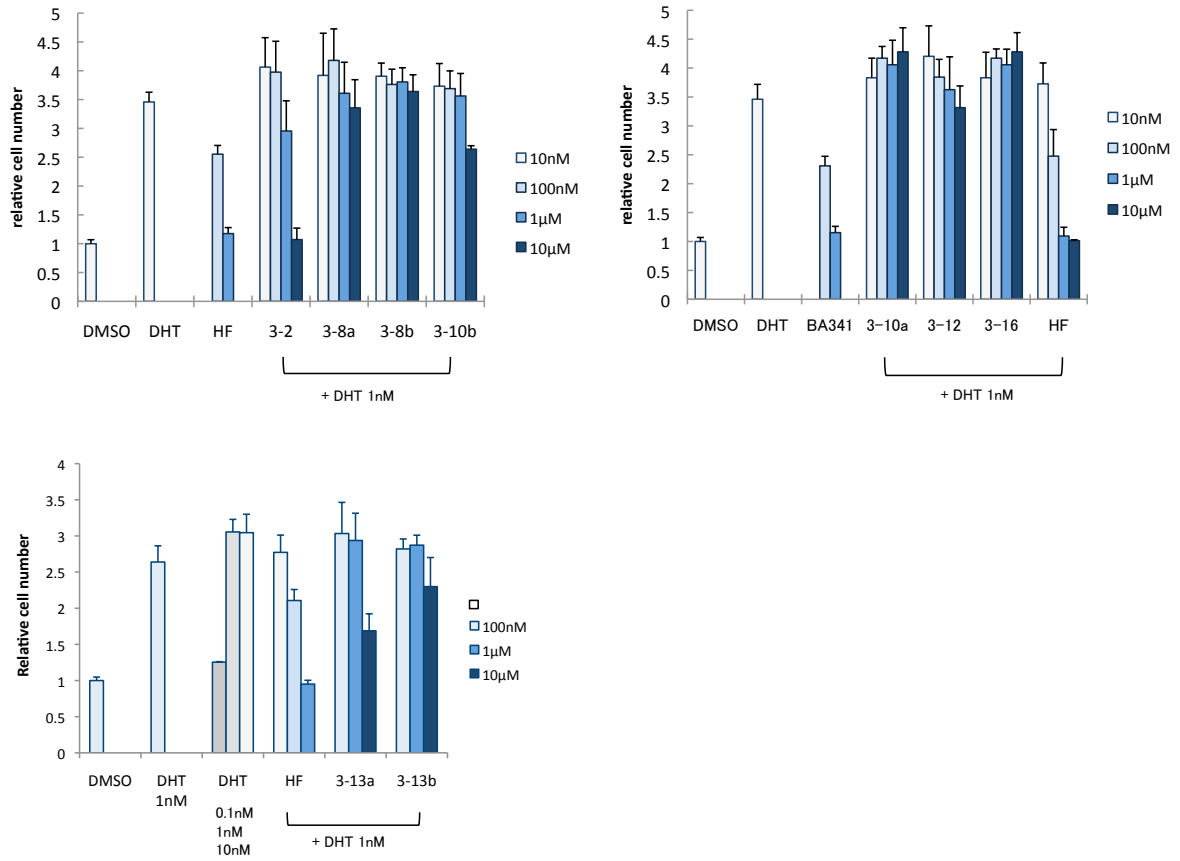 5
4.5
4
3.5
3
2.5
2
1.5
1
0.5
0
relative cell number
DMSO DHT HF 3-2 3-8a 3-8b 3-10b
+ DHT 1nM
10nM
100nM
1μM
10μM
5
4.5
4
3.5
3
2.5
2
1.5
1
0.5
0
relative cell number
DMSO DHT BA341 3-10a 3-12 3-16 HF
+ DHT 1nM
10nM
100nM
1μM
10μM
4
3.5
3
2.5
2
1.5
1
0.5
0
Relative cell number
DMSO DHT DHT HF 3-13a 3-13b
1nM
0.1nM
1nM
10nM
+ DHT 1nM
100nM
1μM
10μM